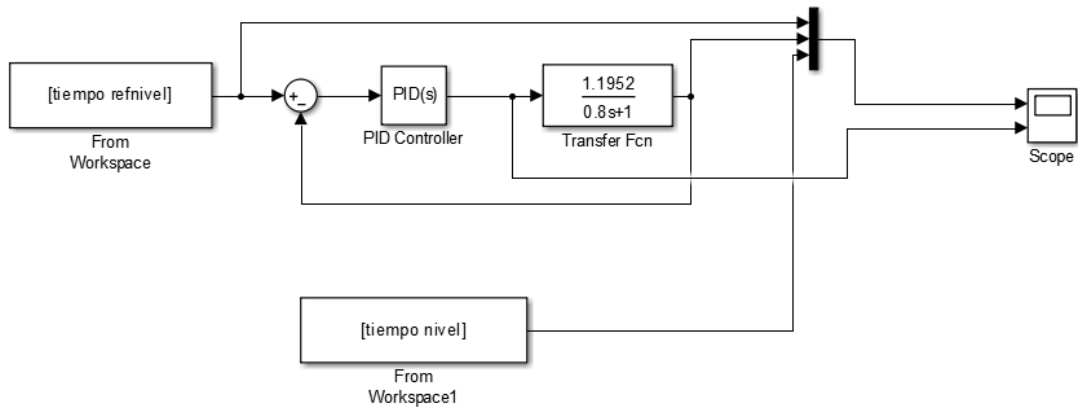 [tiempo refnivel]
From
Workspace
+
−
PID(s)
PID Controller
1.1952
0.8s+1
Transfer Fcn
Scope
[tiempo nivel]
From
Workspace1